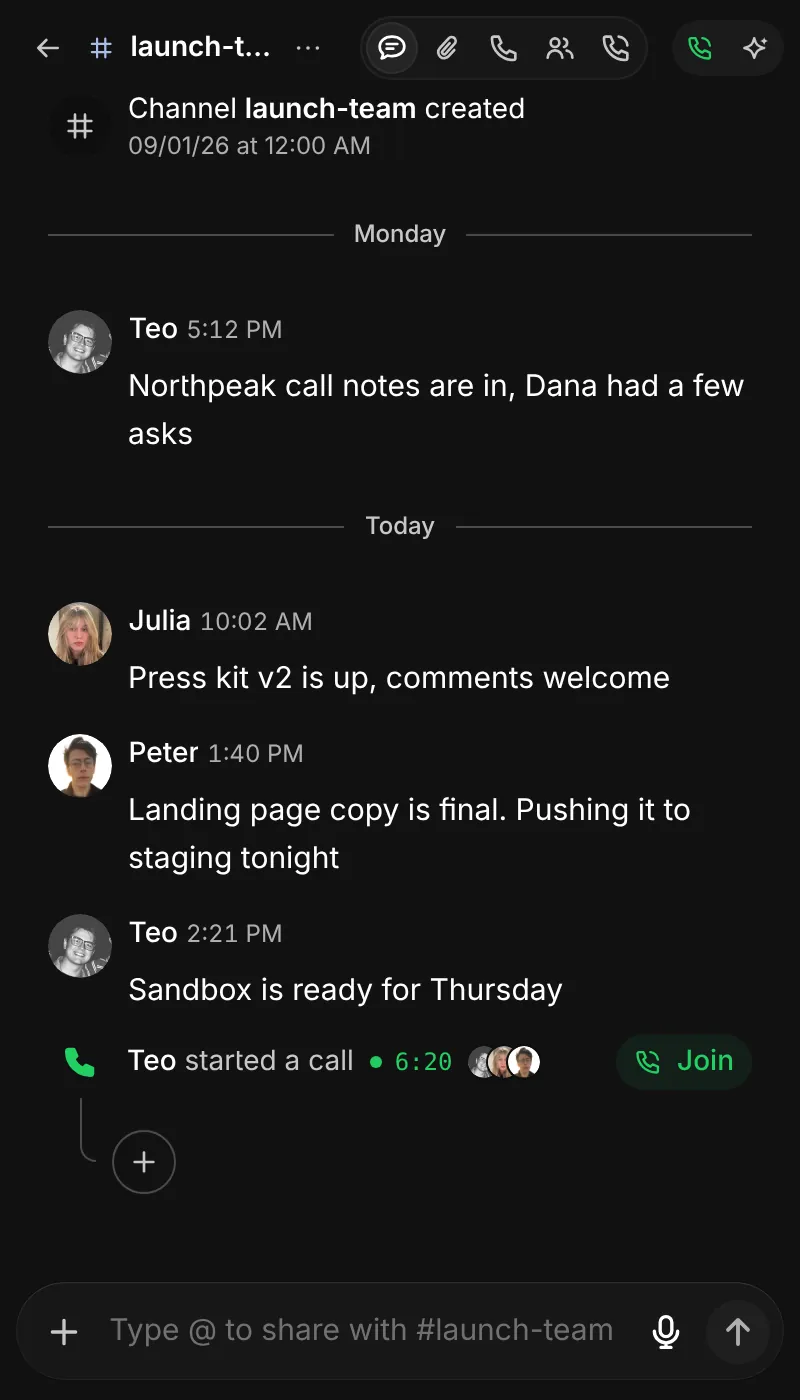 launch-t...
Channel launch-team created
09/01/26 at 12:00 AM
Monday
Teo 5:12 PM
Northpeak call notes are in, Dana had a few
asks
Today
Julia 10:02 AM
Press kit v2 is up, comments welcome
Peter 1:40 PM
Landing page copy is final. Pushing it to
staging tonight
Teo 2:21 PM
Sandbox is ready for Thursday
Teo started a call 6:20 Join
Type @ to share with #launch-team